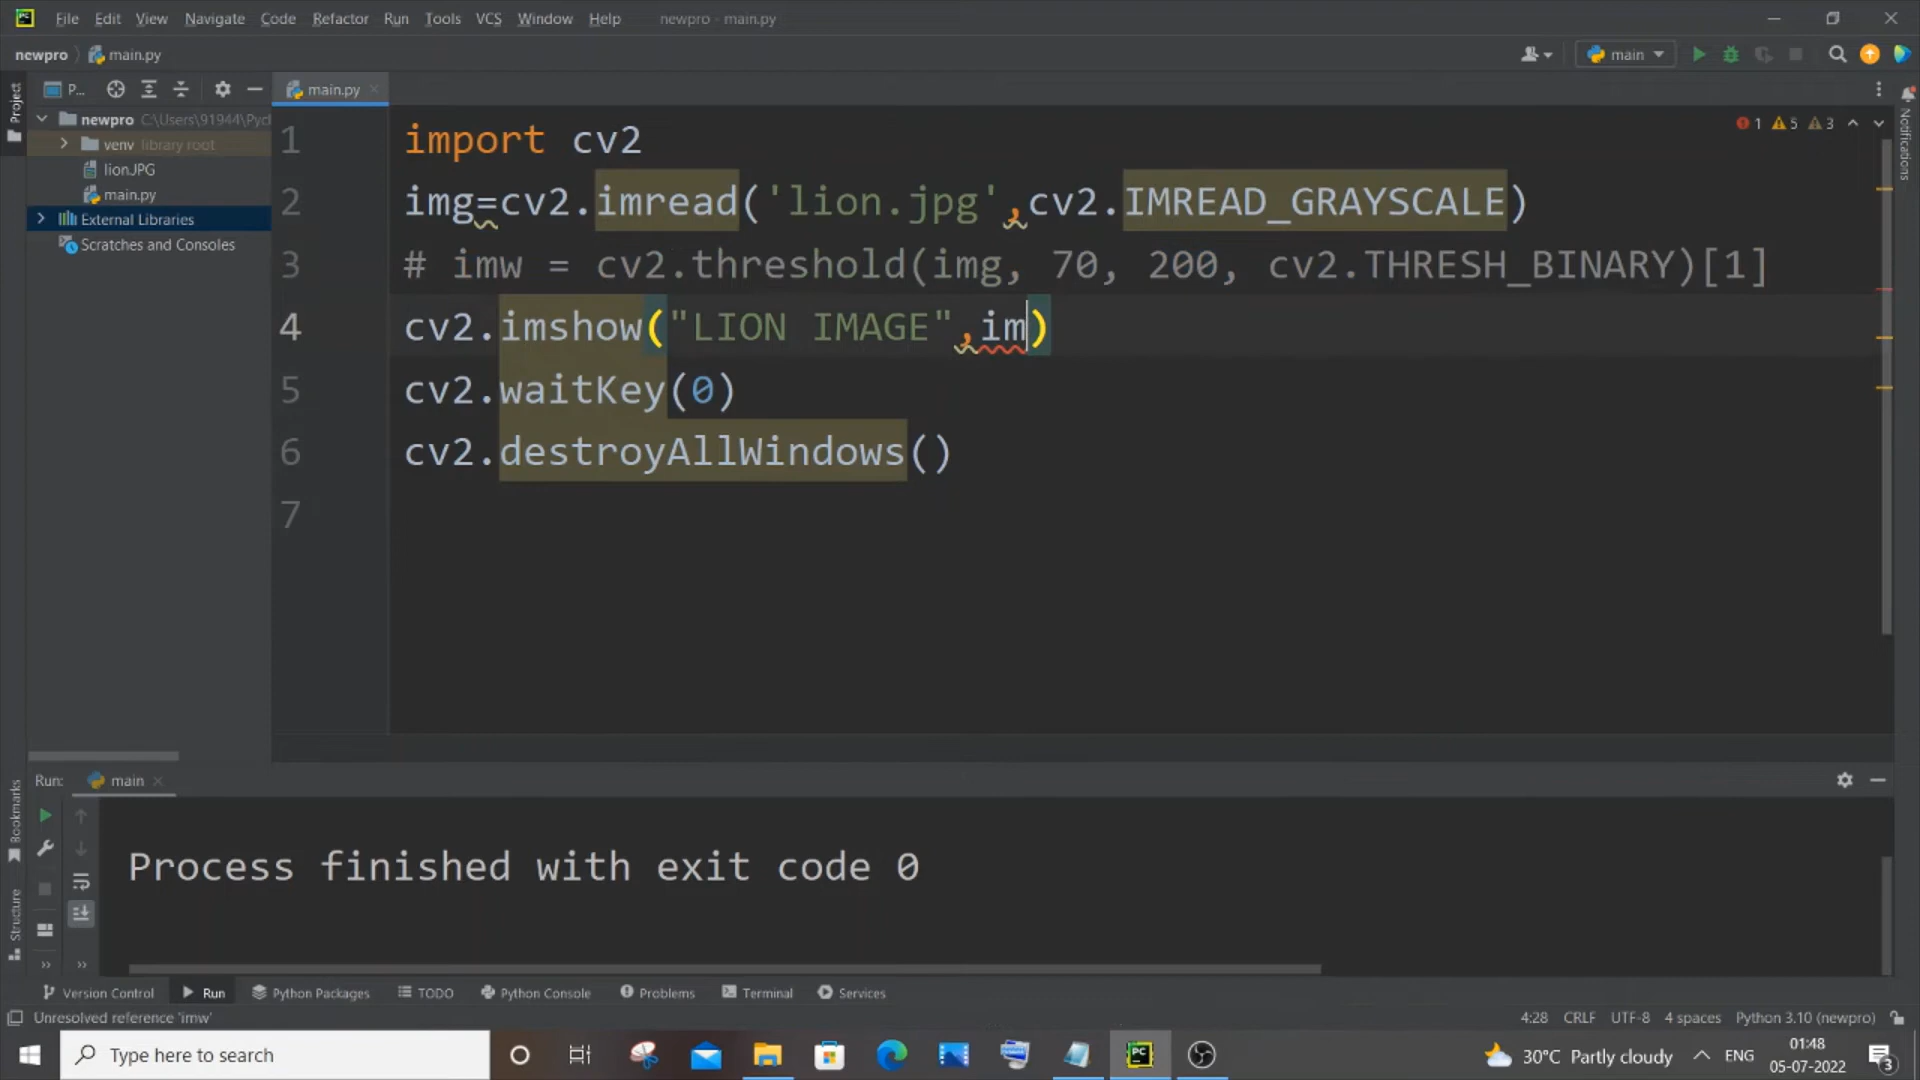 File Edit View Navigate Code Refactor Run Tools VCS Window Help newpro - main.py
newpro main.py main
P... main.py
Project
Notifications
newpro C:\Users\91944\Pyc
venv library root
lion.JPG
main.py
External Libraries
Scratches and Consoles
1 5 3
1 import cv2
2 img=cv2.imread('lion.jpg',cv2.IMREAD_GRAYSCALE)
3 # imw = cv2.threshold(img, 70, 200, cv2.THRESH_BINARY)[1]
4 cv2.imshow("LION IMAGE",im)
5 cv2.waitKey(0)
6 cv2.destroyAllWindows()
7
Run: main
Bookmarks
Structure
Process finished with exit code 0
Version Control Run Python Packages TODO Python Console Problems Terminal Services
Unresolved reference 'imw' 4:28 CRLF UTF-8 4 spaces Python 3.10 (newpro)
Type here to search PC 30°C Partly cloudy ENG 01:48
05-07-2022 3